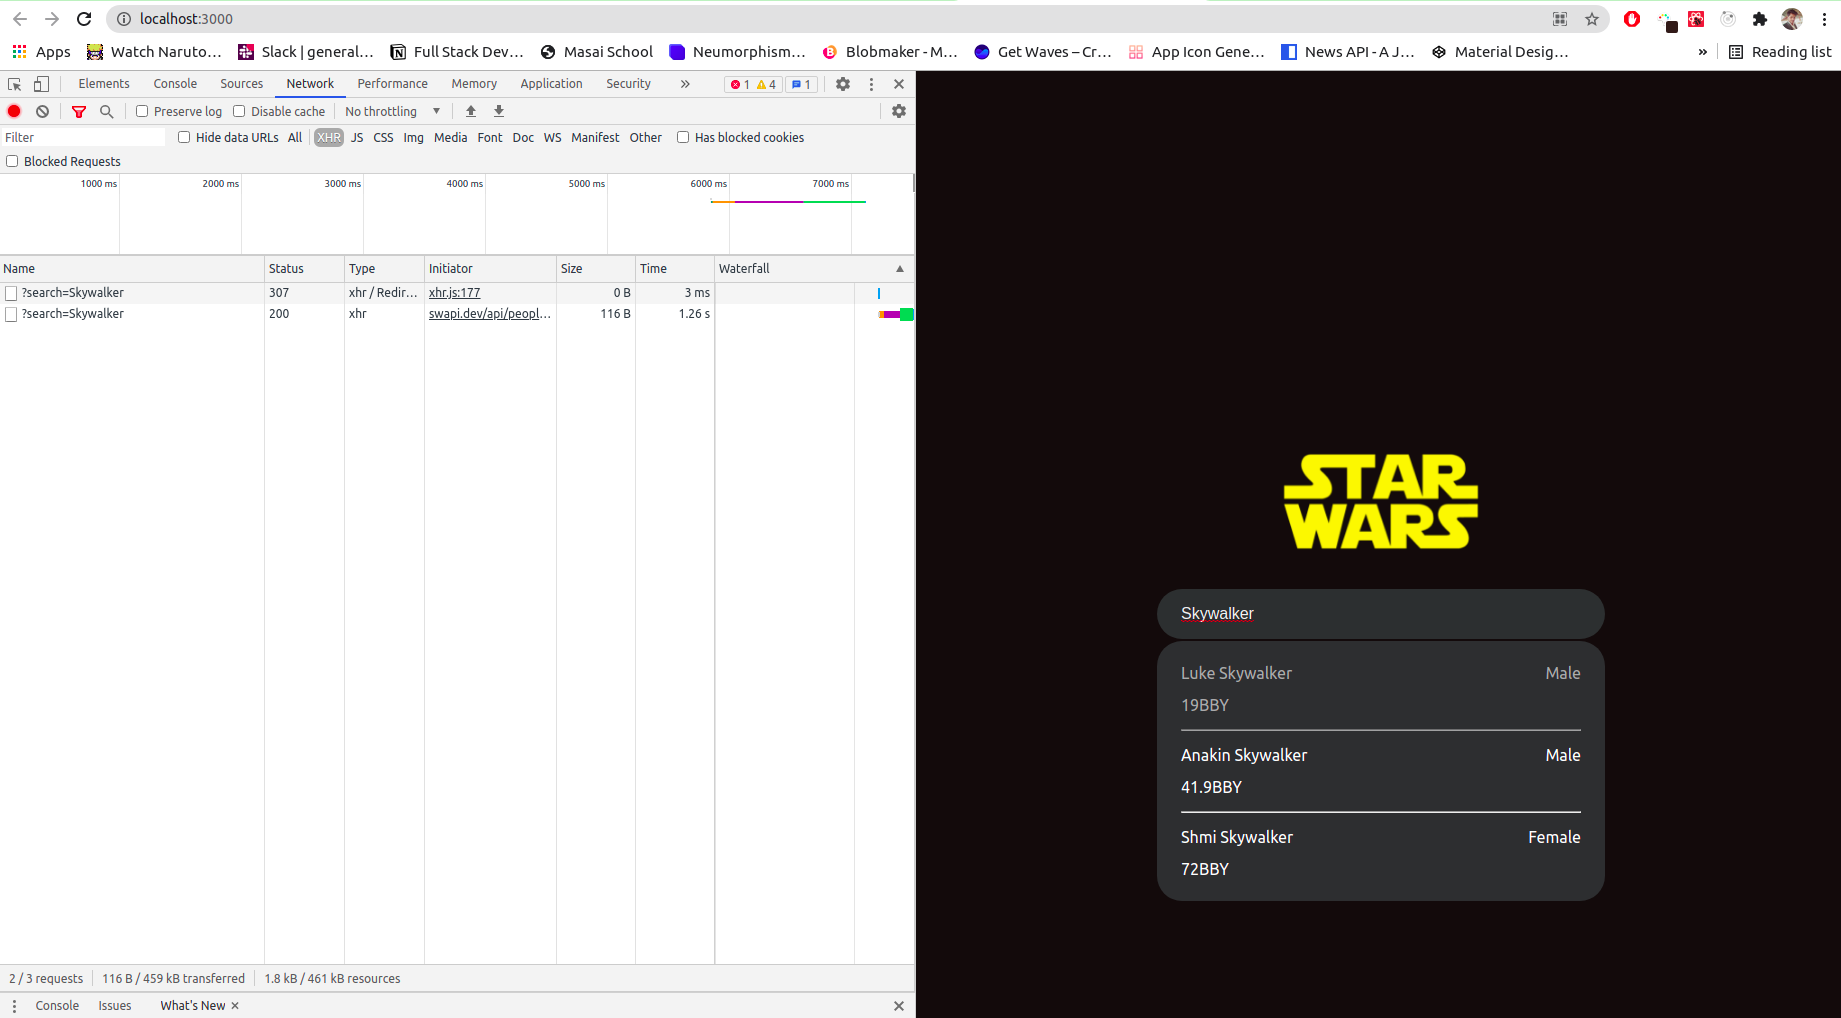 localhost:3000
Apps Watch Naruto… Slack | general… Full Stack Dev… Masai School Neumorphism… Blobmaker - M… Get Waves – Cr… App Icon Gene… News API - A J… Material Desig… » Reading list
Elements Console Sources Network Performance Memory Application Security » 1 4 1
Preserve log Disable cache No throttling
Filter Hide data URLs All XHR JS CSS Img Media Font Doc WS Manifest Other Has blocked cookies
Blocked Requests
1000 ms 2000 ms 3000 ms 4000 ms 5000 ms 6000 ms 7000 ms
Name Status Type Initiator Size Time Waterfall
?search=Skywalker 307 xhr / Redir… xhr.js:177 0 B 3 ms
?search=Skywalker 200 xhr swapi.dev/api/peopl… 116 B 1.26 s
2 / 3 requests 116 B / 459 kB transferred 1.8 kB / 461 kB resources
Console Issues What's New
STAR
WARS
Skywalker
Luke Skywalker Male
19BBY
Anakin Skywalker Male
41.9BBY
Shmi Skywalker Female
72BBY